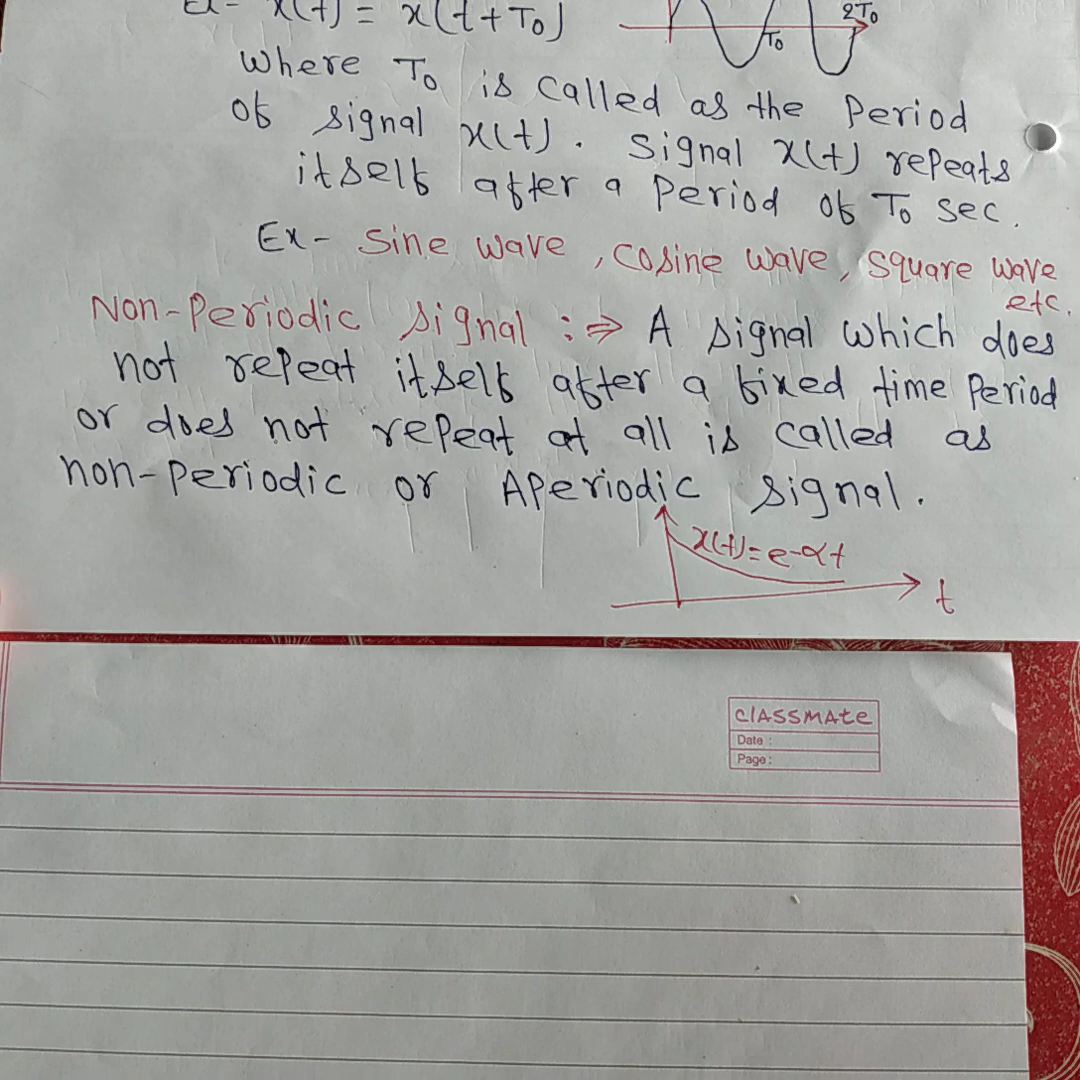 Ex- x(t) = x(t+T₀)
2T₀
T₀
where T₀ is called as the Period
of signal x(t). Signal x(t) repeats
itself after a Period of T₀ sec.
Ex- Sine wave, Cosine wave, square wave
etc.
Non-Periodic signal :⇒ A signal which does
not repeat itself after a fixed time Period
or does not repeat at all is called as
non-Periodic or APeriodic signal.
x(t)=e-αt
t
classmate
Date :
Page :